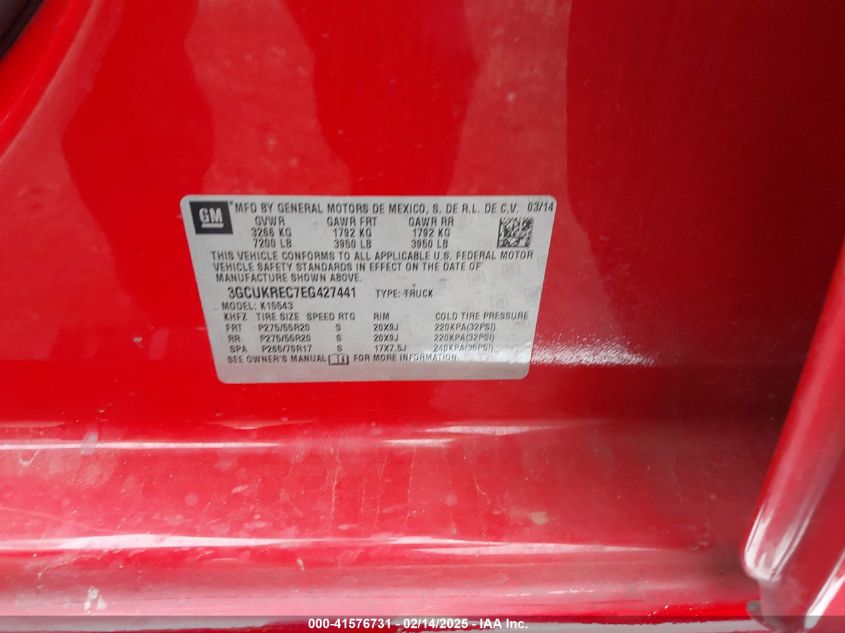 GM
MFD BY GENERAL MOTORS DE MEXICO, S. DE R.L. DE C.V. 03/14
GVWR GAWR FRT GAWR RR
3266 KG 1792 KG 1792 KG
7200 LB 3950 LB 3950 LB
THIS VEHICLE CONFORMS TO ALL APPLICABLE U.S. FEDERAL MOTOR
VEHICLE SAFETY STANDARDS IN EFFECT ON THE DATE OF
MANUFACTURE SHOWN ABOVE.
3GCUKREC7EG427441 TYPE: TRUCK
MODEL: K15543
KHFZ TIRE SIZE SPEED RTG RIM COLD TIRE PRESSURE
FRT P275/55R20 S 20X9J 220KPA(32PSI)
RR P275/55R20 S 20X9J 220KPA(32PSI)
SPA P265/70R17 S 17X7.5J 240KPA(35PSI)
SEE OWNER'S MANUAL FOR MORE INFORMATION.
000-41576731 - 02/14/2025 - IAA Inc.